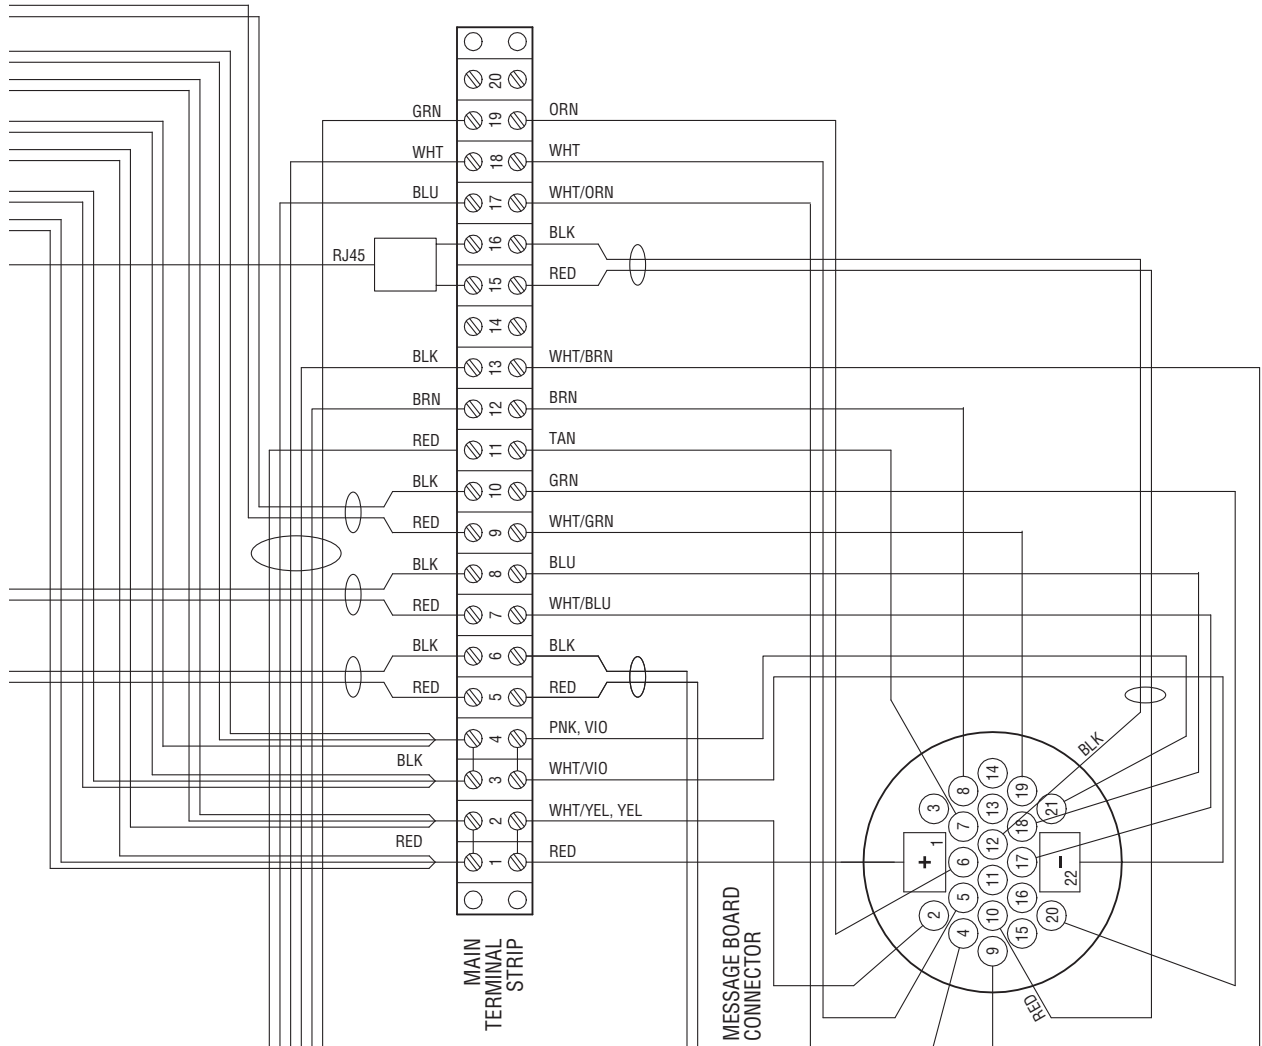 20
GRN 19 ORN
WHT 18 WHT
BLU 17 WHT/ORN
16 BLK
RJ45
15 RED
14
BLK 13 WHT/BRN
BRN 12 BRN
RED 11 TAN
BLK 10 GRN
RED 9 WHT/GRN
BLK 8 BLU
RED 7 WHT/BLU
BLK 6 BLK
RED 5 RED
4 PNK, VIO
BLK
3 WHT/VIO
2 WHT/YEL, YEL
RED
1 RED
MAIN
TERMINAL
STRIP
MESSAGE BOARD
CONNECTOR
BLK
14
8
19
3
13
21
7
18
12
+ 1
6
17
- 22
11
5
16
2
10
20
4
15
9
RED